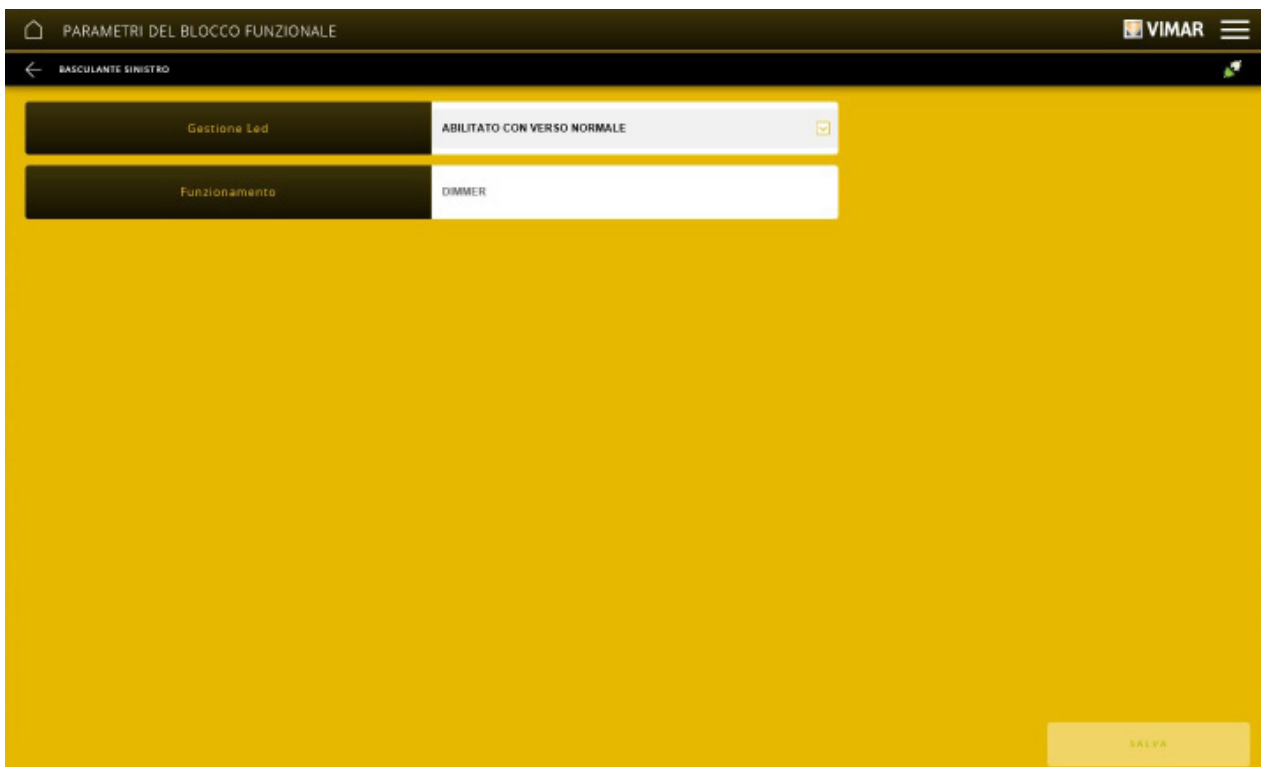 PARAMETRI DEL BLOCCO FUNZIONALE
VIMAR
BASCULANTE SINISTRO
Gestione Led
ABILITATO CON VERSO NORMALE
Funzionamento
DIMMER
SALVA